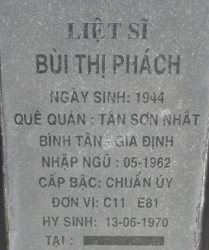 LIỆT SĨ
BÙI THỊ PHÁCH
NGÀY SINH: 1944
QUÊ QUÁN : TÂN SƠN NHẤT
BÌNH TÂN - GIA ĐỊNH
NHẬP NGŨ : 05-1962
CẤP BẬC: CHUẨN ÚY
ĐƠN VỊ: C11 E81
HY SINH: 13-06-1970
TẠI :